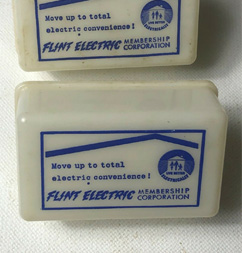 Move up to total
electric convenience!
FLINT ELECTRIC MEMBERSHIP
CORPORATION
Move up to total
electric convenience!
FLINT ELECTRIC MEMBERSHIP
CORPORATION